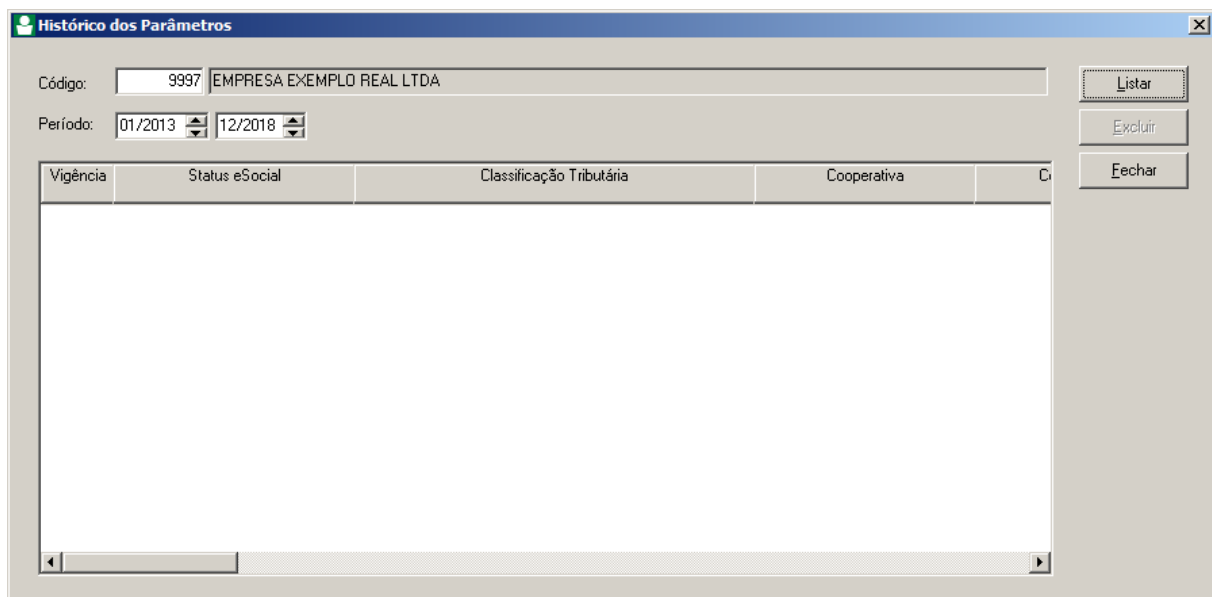 Histórico dos Parâmetros
Código: 9997 EMPRESA EXEMPLO REAL LTDA Listar
Período: 01/2013 12/2018 Excluir
Vigência Status eSocial Classificação Tributária Cooperativa Fechar